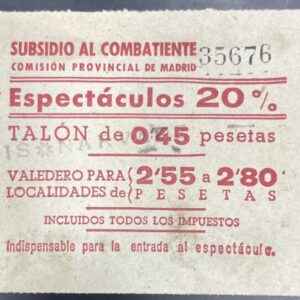 SUBSIDIO AL COMBATIENTE 35676
COMISIÓN PROVINCIAL DE MADRID
Espectáculos 20%
TALÓN de 0'45 pesetas
VALEDERO PARA 2'55 a 2'80
LOCALIDADES de PESETAS
INCLUIDOS TODOS LOS IMPUESTOS
Indispensable para la entrada al espectáculo.